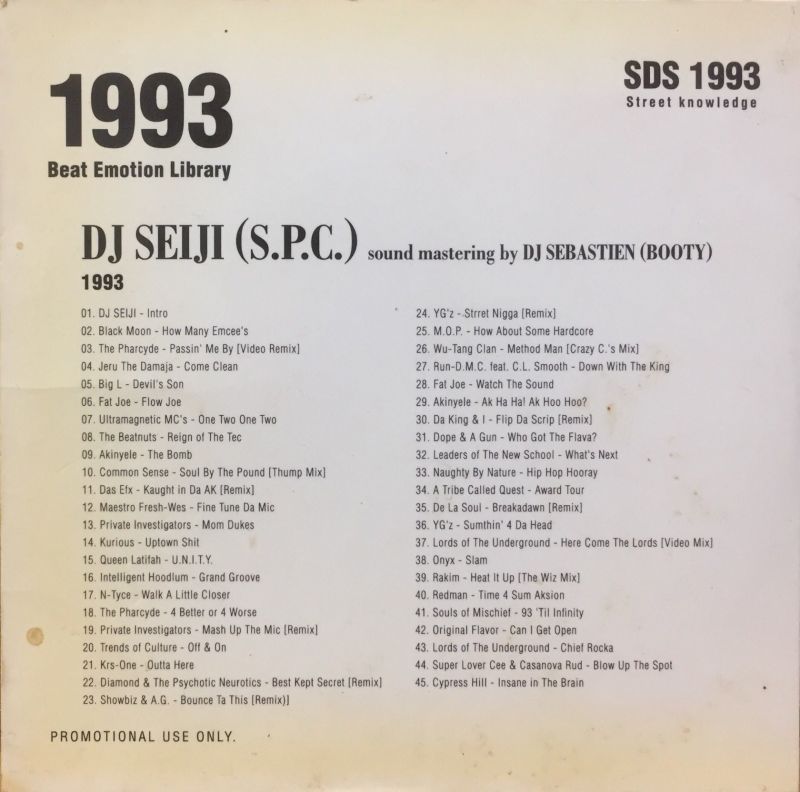 1993
Beat Emotion Library
SDS 1993
Street knowledge
DJ SEIJI (S.P.C.) sound mastering by DJ SEBASTIEN (BOOTY)
1993
01. DJ SEIJI - Intro
02. Black Moon - How Many Emcee's
03. The Pharcyde - Passin' Me By [Video Remix]
04. Jeru The Damaja - Come Clean
05. Big L - Devil's Son
06. Fat Joe - Flow Joe
07. Ultramagnetic MC's - One Two One Two
08. The Beatnuts - Reign of The Tec
09. Akinyele - The Bomb
10. Common Sense - Soul By The Pound [Thump Mix]
11. Das Efx - Kaught in Da AK [Remix]
12. Maestro Fresh-Wes - Fine Tune Da Mic
13. Private Investigators - Mom Dukes
14. Kurious - Uptown Shit
15. Queen Latifah - U.N.I.T.Y.
16. Intelligent Hoodlum - Grand Groove
17. N-Tyce - Walk A Little Closer
18. The Pharcyde - 4 Better or 4 Worse
19. Private Investigators - Mash Up The Mic [Remix]
20. Trends of Culture - Off & On
21. Krs-One - Outta Here
22. Diamond & The Psychotic Neurotics - Best Kept Secret [Remix]
23. Showbiz & A.G. - Bounce Ta This [Remix)]
24. YG'z - Strret Nigga [Remix]
25. M.O.P. - How About Some Hardcore
26. Wu-Tang Clan - Method Man [Crazy C.'s Mix]
27. Run-D.M.C. feat. C.L. Smooth - Down With The King
28. Fat Joe - Watch The Sound
29. Akinyele - Ak Ha Ha! Ak Hoo Hoo?
30. Da King & I - Flip Da Scrip [Remix]
31. Dope & A Gun - Who Got The Flava?
32. Leaders of The New School - What's Next
33. Naughty By Nature - Hip Hop Hooray
34. A Tribe Called Quest - Award Tour
35. De La Soul - Breakadawn [Remix]
36. YG'z - Sumthin' 4 Da Head
37. Lords of The Underground - Here Come The Lords [Video Mix]
38. Onyx - Slam
39. Rakim - Heat It Up [The Wiz Mix]
40. Redman - Time 4 Sum Aksion
41. Souls of Mischief - 93 'Til Infinity
42. Original Flavor - Can I Get Open
43. Lords of The Underground - Chief Rocka
44. Super Lover Cee & Casanova Rud - Blow Up The Spot
45. Cypress Hill - Insane in The Brain
PROMOTIONAL USE ONLY.